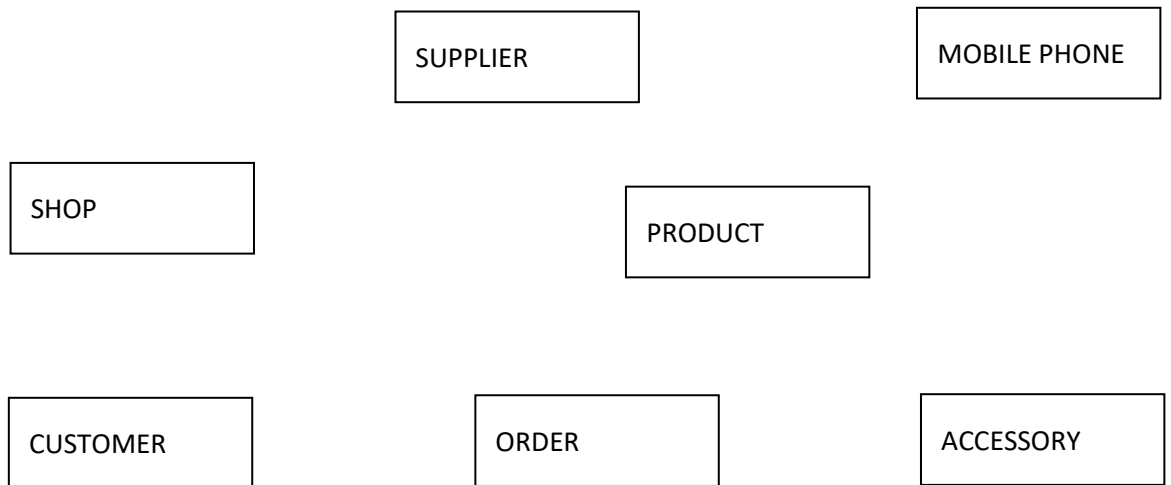 SUPPLIER
MOBILE PHONE
SHOP
PRODUCT
CUSTOMER
ORDER
ACCESSORY